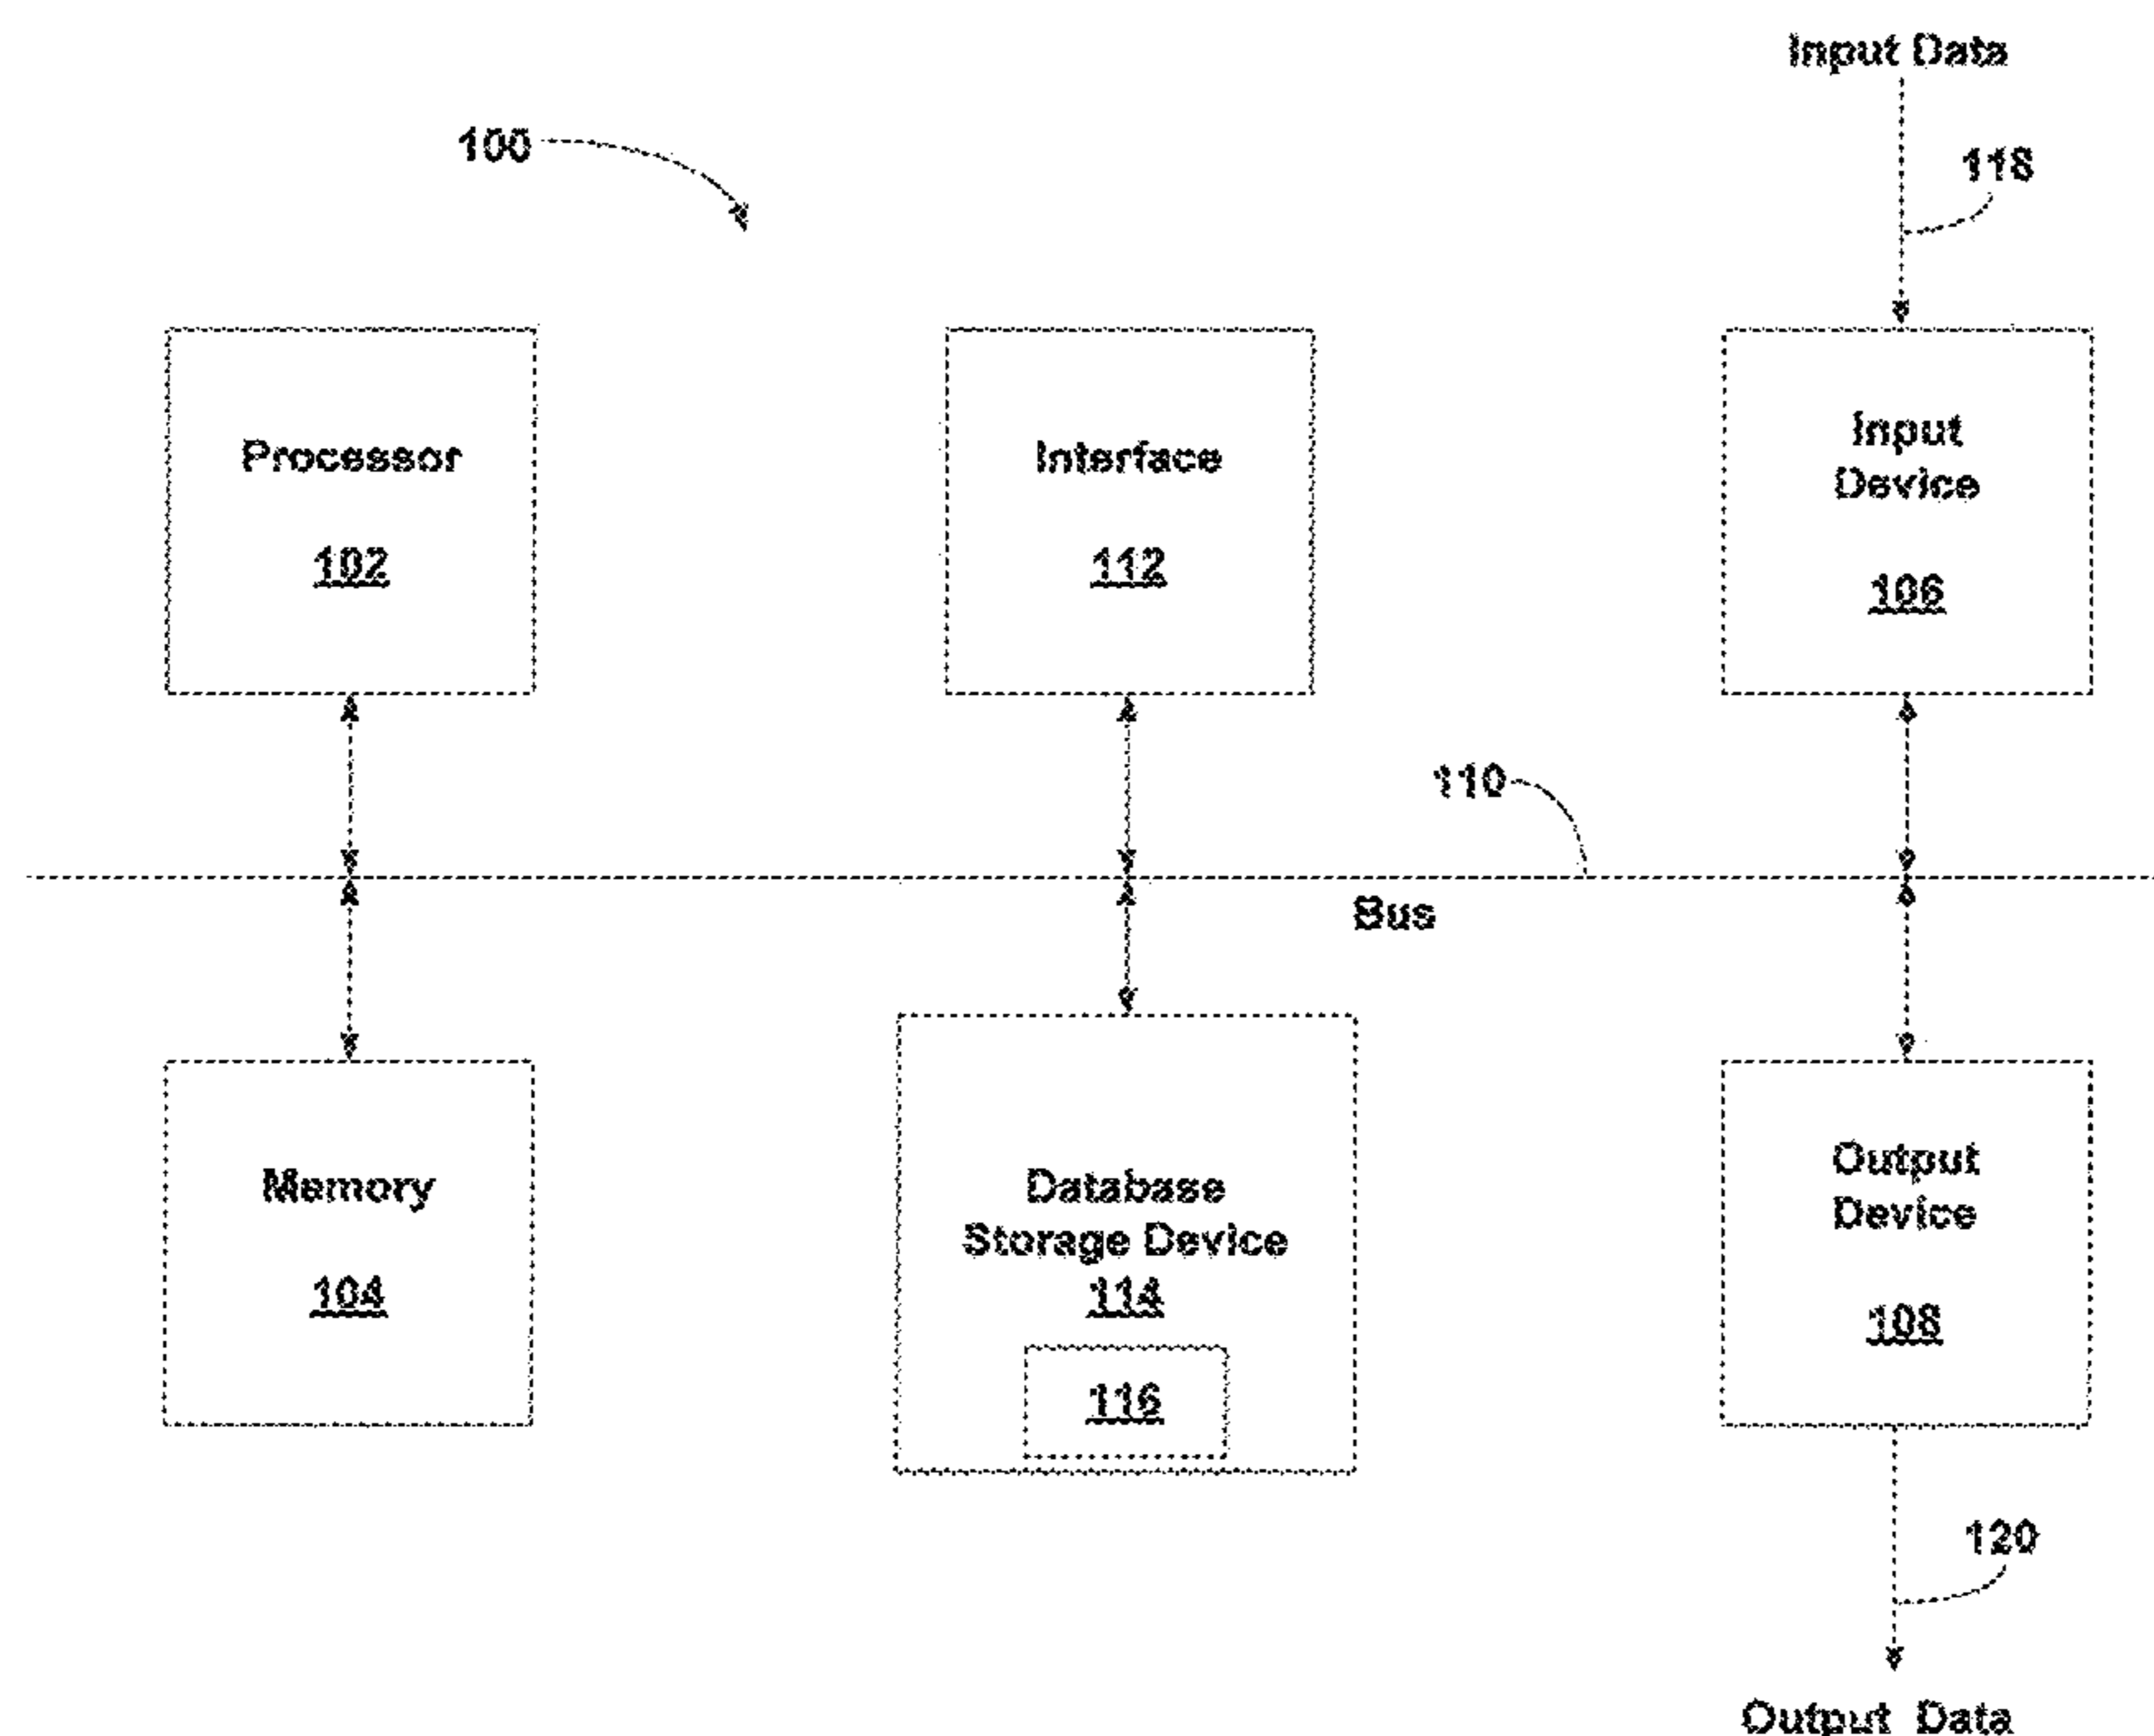 Input Data
100
118
Processor
102
Interface
112
Input
Device
106
110
Bus
Memory
104
Database
Storage Device
114
116
Output
Device
108
120
Output Data